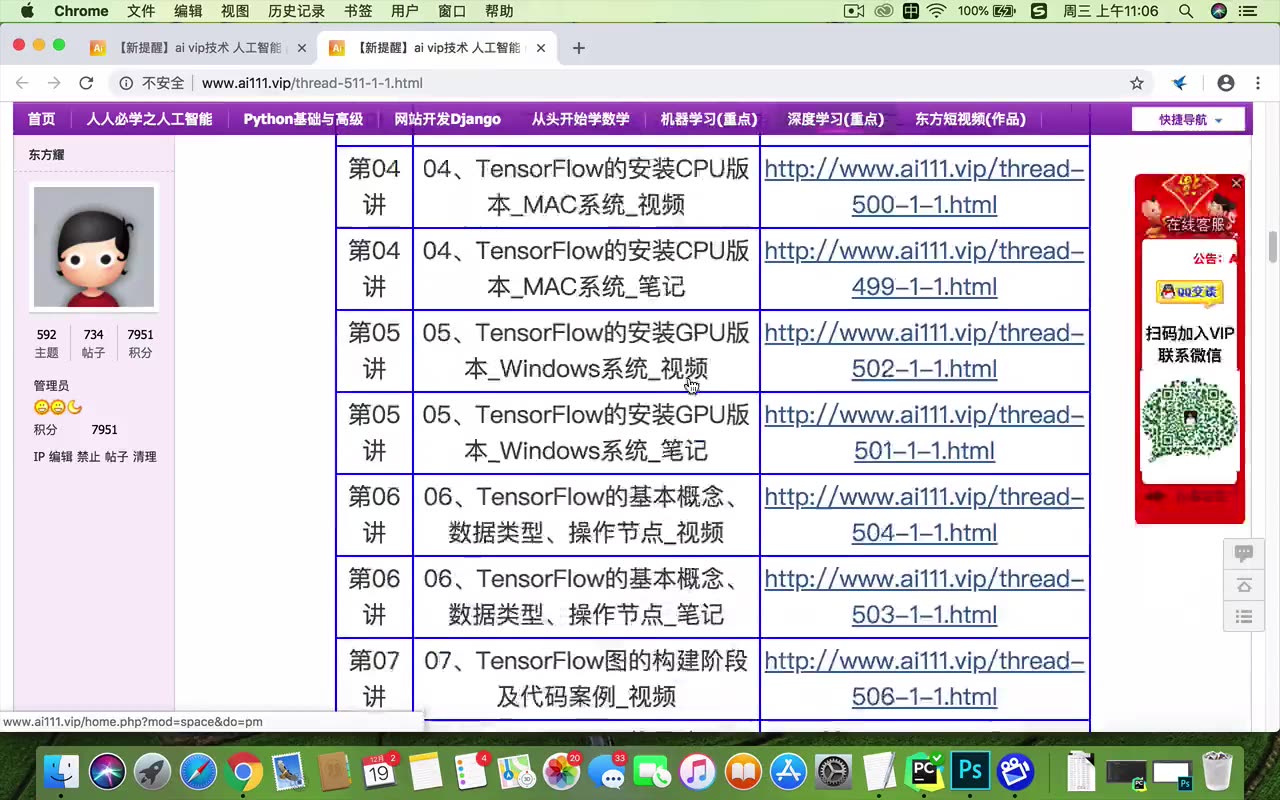 Chrome 文件 编辑 视图 历史记录 书签 用户 窗口 帮助 100% 周三 上午11:06
【新提醒】ai vip技术 人工智能
【新提醒】ai vip技术 人工智能
不安全 www.ai111.vip/thread-511-1-1.html
首页 人人必学之人工智能 Python基础与高级 网站开发Django 从头开始学数学 机器学习(重点) 深度学习(重点) 东方短视频(作品) 快捷导航
东方耀
592 734 7951
主题 帖子 积分
管理员
积分 7951
IP 编辑 禁止 帖子 清理
第04
讲
04、TensorFlow的安装CPU版
本_MAC系统_视频
http://www.ai111.vip/thread-
500-1-1.html
第04
讲
04、TensorFlow的安装CPU版
本_MAC系统_笔记
http://www.ai111.vip/thread-
499-1-1.html
第05
讲
05、TensorFlow的安装GPU版
本_Windows系统_视频
http://www.ai111.vip/thread-
502-1-1.html
第05
讲
05、TensorFlow的安装GPU版
本_Windows系统_笔记
http://www.ai111.vip/thread-
501-1-1.html
第06
讲
06、TensorFlow的基本概念、
数据类型、操作节点_视频
http://www.ai111.vip/thread-
504-1-1.html
第06
讲
06、TensorFlow的基本概念、
数据类型、操作节点_笔记
http://www.ai111.vip/thread-
503-1-1.html
第07
讲
07、TensorFlow图的构建阶段
及代码案例_视频
http://www.ai111.vip/thread-
506-1-1.html
在线客服
公告：
QQ交谈
扫码加入VIP
联系微信
www.ai111.vip/home.php?mod=space&do=pm
12月
19
2
4
20
33
PC
Ps